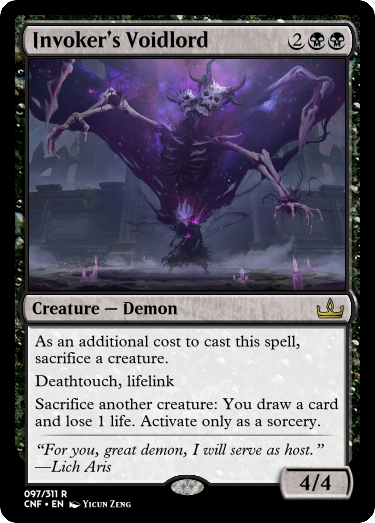 Invoker's Voidlord 2
Creature — Demon
As an additional cost to cast this spell,
sacrifice a creature.
Deathtouch, lifelink
Sacrifice another creature: You draw a card
and lose 1 life. Activate only as a sorcery.
“For you, great demon, I will serve as host.”
—Lich Aris
4/4
097/311 R
CNF • EN Yicun Zeng